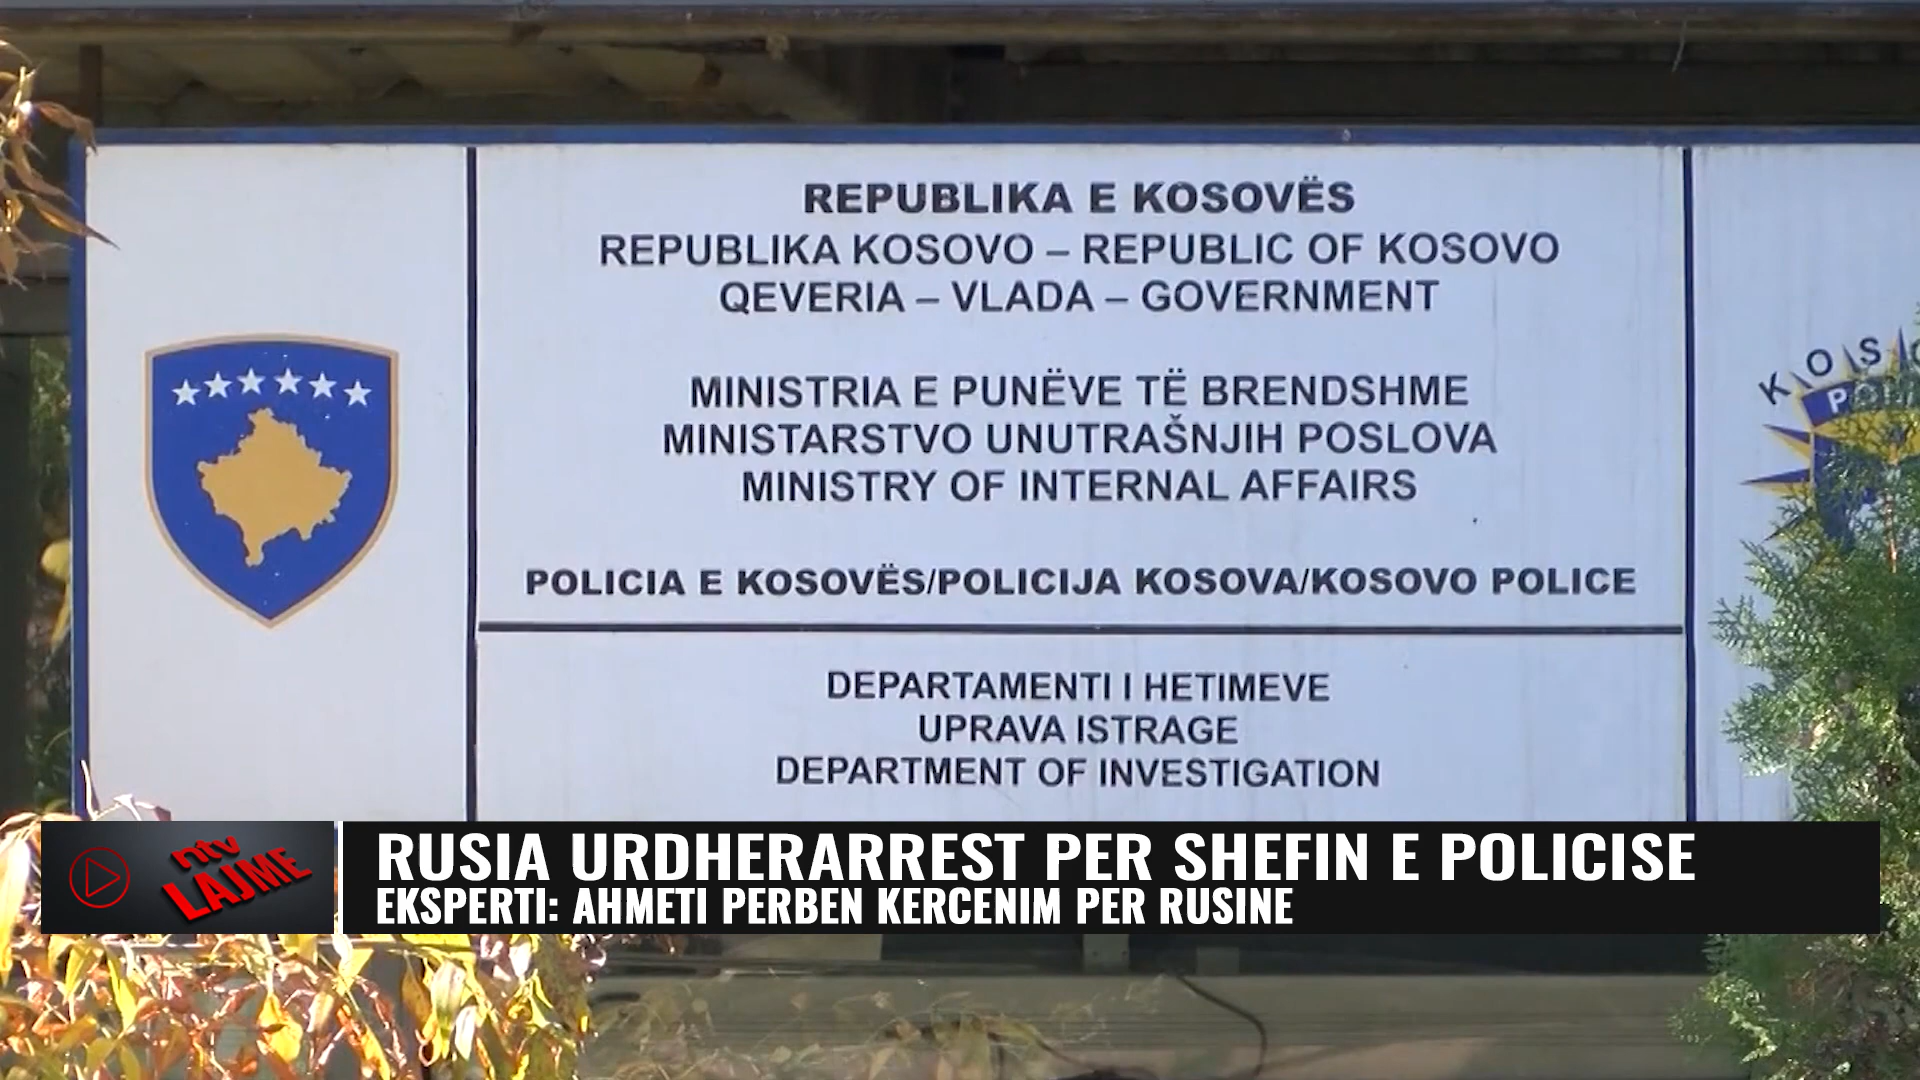 REPUBLIKA E KOSOVËS
REPUBLIKA KOSOVO – REPUBLIC OF KOSOVO
QEVERIA – VLADA – GOVERNMENT
MINISTRIA E PUNËVE TË BRENDSHME
MINISTARSTVO UNUTRAŠNJIH POSLOVA
MINISTRY OF INTERNAL AFFAIRS
POLICIA E KOSOVËS/POLICIJA KOSOVA/KOSOVO POLICE
DEPARTAMENTI I HETIMEVE
UPRAVA ISTRAGE
DEPARTMENT OF INVESTIGATION
ntv
LAJME
RUSIA URDHERARREST PER SHEFIN E POLICISE
EKSPERTI: AHMETI PERBEN KERCENIM PER RUSINE